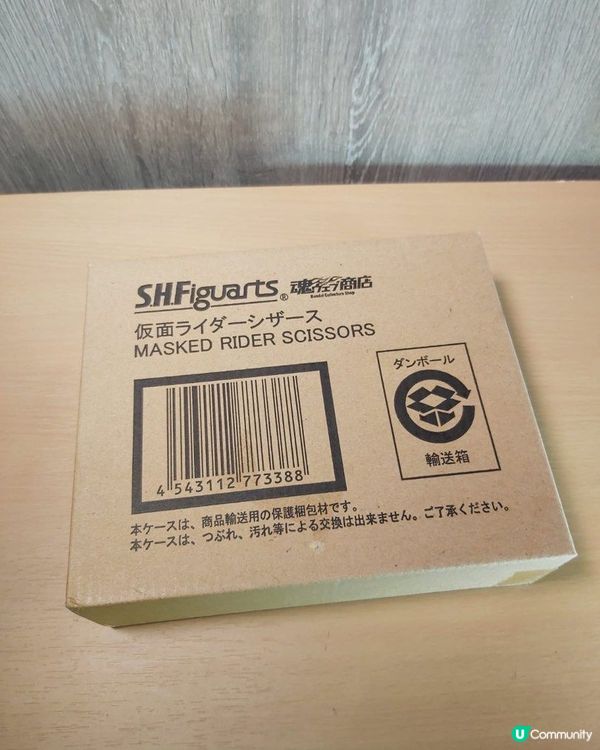 S.H.Figuarts® 魂ウェブ商店
Bandai Collectors Shop
仮面ライダーシザース
MASKED RIDER SCISSORS
ダンボール
輸送箱
4 543112 773388
本ケースは、商品輸送用の保護梱包材です。
本ケースは、つぶれ、汚れ等による交換は出来ません。ご了承ください。
U Community